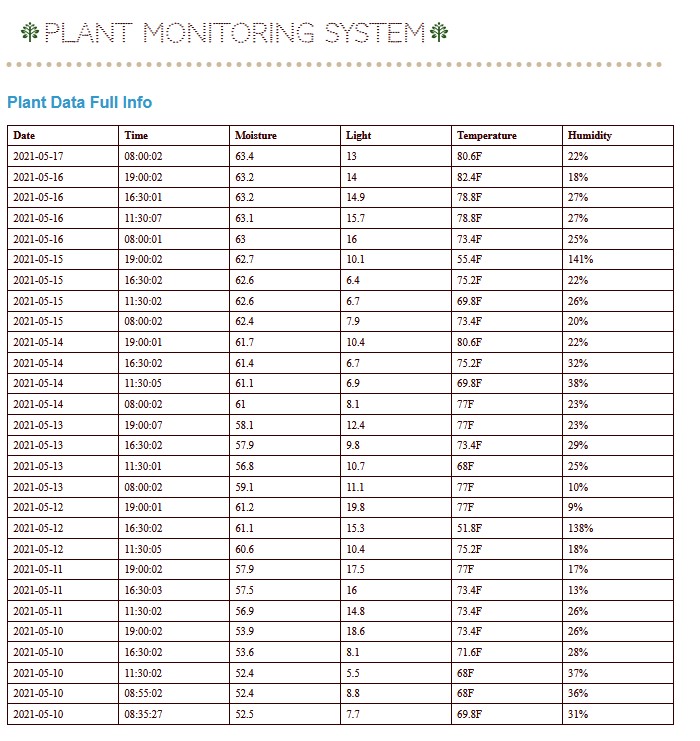 PLANT MONITORING SYSTEM
Plant Data Full Info
Date Time Moisture Light Temperature Humidity
2021-05-17 08:00:02 63.4 13 80.6F 22%
2021-05-16 19:00:02 63.2 14 82.4F 18%
2021-05-16 16:30:01 63.2 14.9 78.8F 27%
2021-05-16 11:30:07 63.1 15.7 78.8F 27%
2021-05-16 08:00:01 63 16 73.4F 25%
2021-05-15 19:00:02 62.7 10.1 55.4F 141%
2021-05-15 16:30:02 62.6 6.4 75.2F 22%
2021-05-15 11:30:02 62.6 6.7 69.8F 26%
2021-05-15 08:00:02 62.4 7.9 73.4F 20%
2021-05-14 19:00:01 61.7 10.4 80.6F 22%
2021-05-14 16:30:02 61.4 6.7 75.2F 32%
2021-05-14 11:30:05 61.1 6.9 69.8F 38%
2021-05-14 08:00:02 61 8.1 77F 23%
2021-05-13 19:00:07 58.1 12.4 77F 23%
2021-05-13 16:30:02 57.9 9.8 73.4F 29%
2021-05-13 11:30:01 56.8 10.7 68F 25%
2021-05-13 08:00:02 59.1 11.1 77F 10%
2021-05-12 19:00:01 61.2 19.8 77F 9%
2021-05-12 16:30:02 61.1 15.3 51.8F 138%
2021-05-12 11:30:05 60.6 10.4 75.2F 18%
2021-05-11 19:00:02 57.9 17.5 77F 17%
2021-05-11 16:30:03 57.5 16 73.4F 13%
2021-05-11 11:30:02 56.9 14.8 73.4F 26%
2021-05-10 19:00:02 53.9 18.6 73.4F 26%
2021-05-10 16:30:02 53.6 8.1 71.6F 28%
2021-05-10 11:30:02 52.4 5.5 68F 37%
2021-05-10 08:55:02 52.4 8.8 68F 36%
2021-05-10 08:35:27 52.5 7.7 69.8F 31%